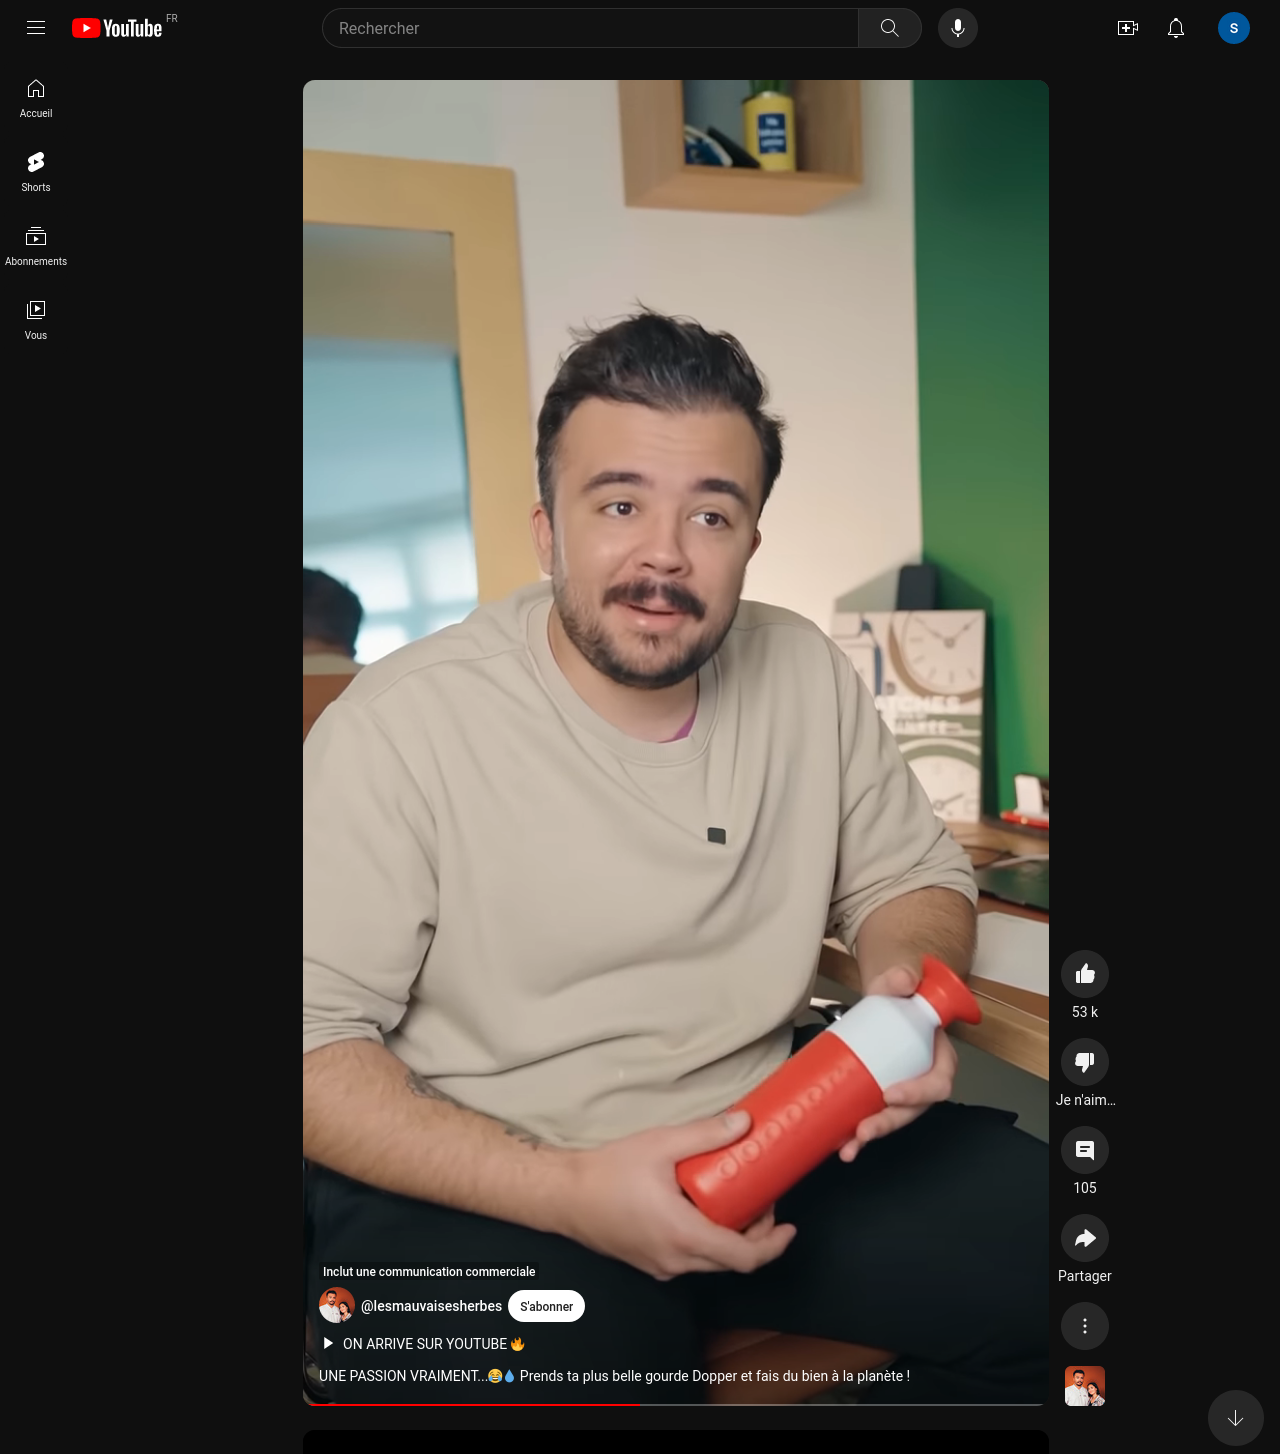 YouTube FR
Rechercher
S
Accueil
Shorts
Abonnements
Vous
dopper
53 k
Je n'aim...
105
Partager
Inclut une communication commerciale
@lesmauvaisesherbes S'abonner
ON ARRIVE SUR YOUTUBE 🔥
UNE PASSION VRAIMENT...😂💧 Prends ta plus belle gourde Dopper et fais du bien à la planète !